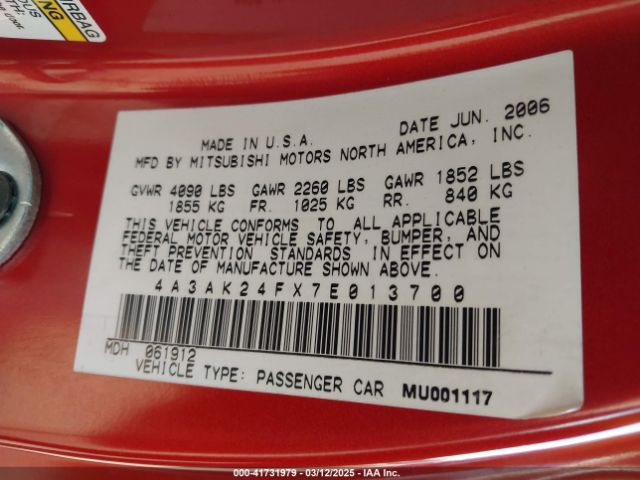 AIRBAG
MADE IN U.S.A.
DATE JUN. 2006
MFD BY MITSUBISHI MOTORS NORTH AMERICA, INC.
GVWR 4090 LBS GAWR 2260 LBS GAWR 1852 LBS
1855 KG FR. 1025 KG RR. 840 KG
THIS VEHICLE CONFORMS TO ALL APPLICABLE
FEDERAL MOTOR VEHICLE SAFETY, BUMPER, AND
THEFT PREVENTION STANDARDS IN EFFECT ON
THE DATE OF MANUFACTURE SHOWN ABOVE.
4A3AK24FX7E013700
MDH 061912
VEHICLE TYPE: PASSENGER CAR MU001117
000-41731979 - 03/12/2025 - IAA Inc.